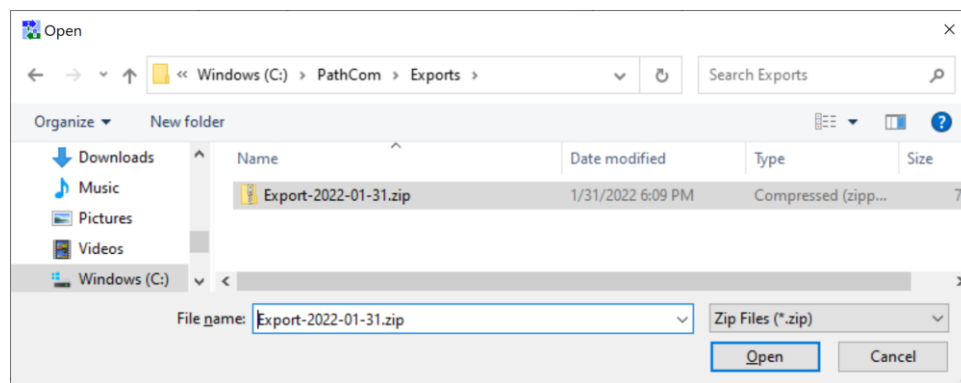 Open
« Windows (C:) › PathCom › Exports › Search Exports
Organize New folder
Downloads Name Date modified Type Size
Music Export-2022-01-31.zip 1/31/2022 6:09 PM Compressed (zipp... 7
Pictures
Videos
Windows (C:)
File name: Export-2022-01-31.zip Zip Files (*.zip)
Open Cancel